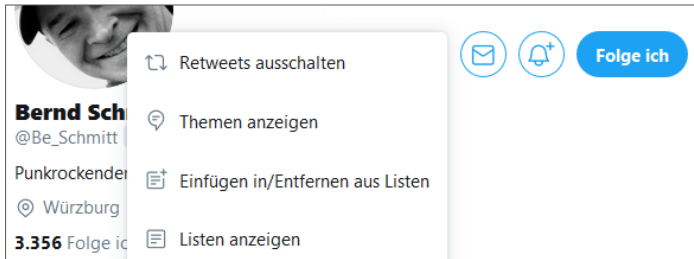 Retweets ausschalten
Folge ich
Bernd Sch
@Be_Schmitt
Themen anzeigen
Punkrockender
Einfügen in/Entfernen aus Listen
Würzburg
3.356 Folge ic
Listen anzeigen